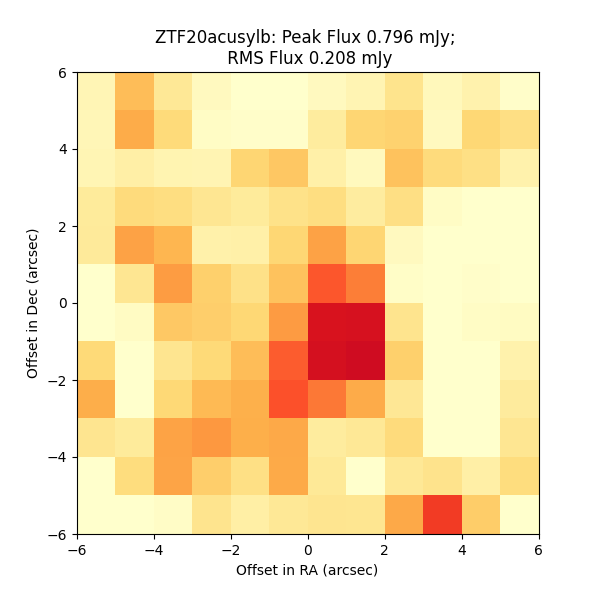 ZTF20acusylb: Peak Flux 0.796 mJy;
RMS Flux 0.208 mJy
6
4
2
0
−2
−4
−6
Offset in Dec (arcsec)
−6 −4 −2 0 2 4 6
Offset in RA (arcsec)